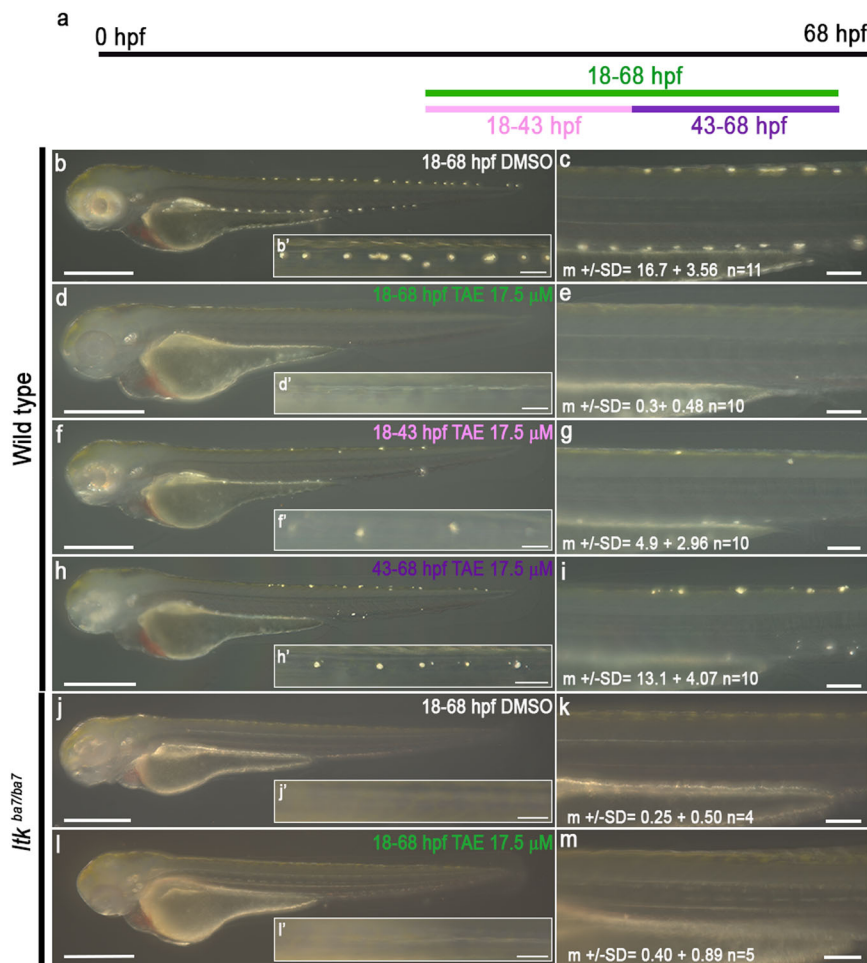 a
0 hpf 68 hpf
18-68 hpf
18-43 hpf 43-68 hpf
Wild type
b 18-68 hpf DMSO c
b'
m +/-SD= 16.7 + 3.56 n=11
d 18-68 hpf TAE 17.5 μM e
d'
m +/-SD= 0.3+ 0.48 n=10
f 18-43 hpf TAE 17.5 μM g
f'
m +/-SD= 4.9 + 2.96 n=10
h 43-68 hpf TAE 17.5 μM i
h'
m +/-SD= 13.1 + 4.07 n=10
ltk ba7/ba7
j 18-68 hpf DMSO k
j'
m +/-SD= 0.25 + 0.50 n=4
l 18-68 hpf TAE 17.5 μM m
l'
m +/-SD= 0.40 + 0.89 n=5